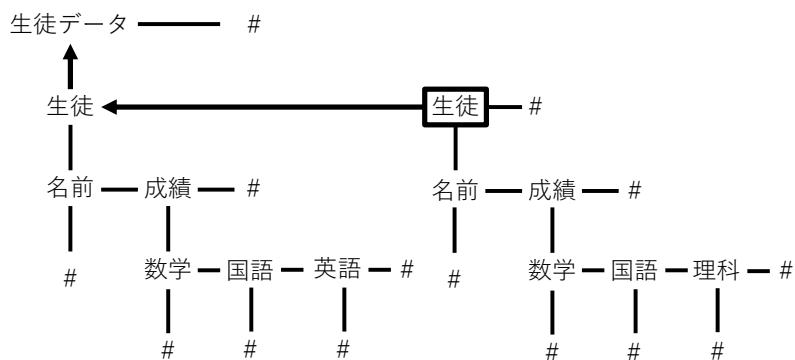 生徒データ #
生徒 生徒 #
名前 成績 # 名前 成績 #
# 数学 国語 英語 # # 数学 国語 理科 #
# # # # # #